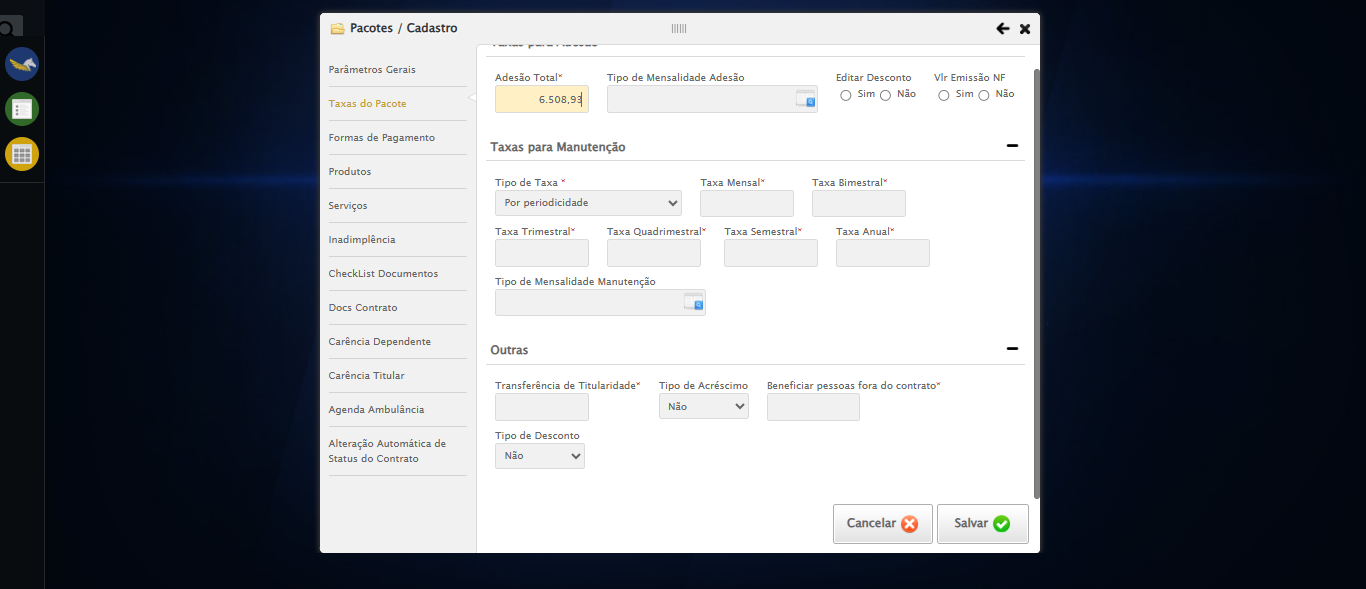 Pacotes / Cadastro
Parâmetros Gerais
Taxas do Pacote
Formas de Pagamento
Produtos
Serviços
Inadimplência
CheckList Documentos
Docs Contrato
Carência Dependente
Carência Titular
Agenda Ambulância
Alteração Automática de
Status do Contrato
Taxas para Adesão
Adesão Total* Tipo de Mensalidade Adesão Editar Desconto Vlr Emissão NF
6.508,93 Sim Não Sim Não
Taxas para Manutenção
Tipo de Taxa * Taxa Mensal* Taxa Bimestral*
Por periodicidade
Taxa Trimestral* Taxa Quadrimestral* Taxa Semestral* Taxa Anual*
Tipo de Mensalidade Manutenção
Outras
Transferência de Titularidade* Tipo de Acréscimo Beneficiar pessoas fora do contrato*
Não
Tipo de Desconto
Não
Cancelar Salvar